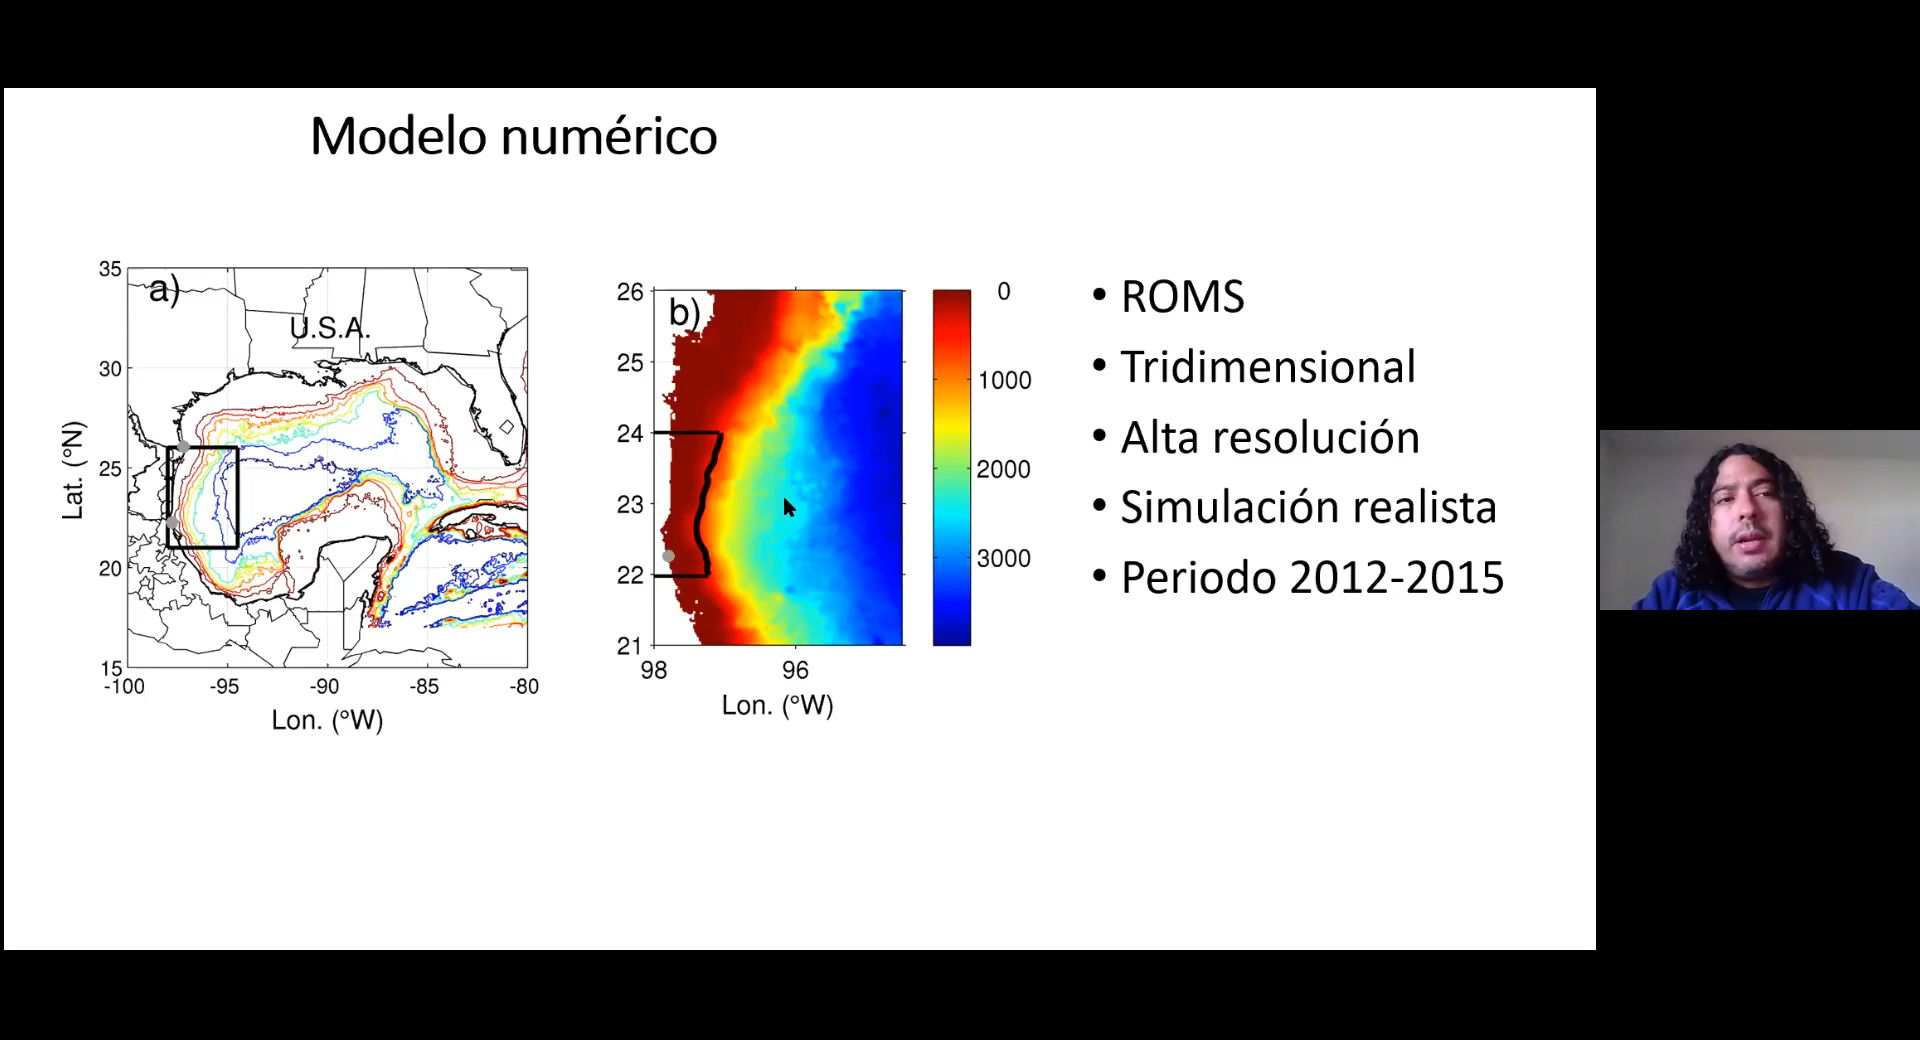 Modelo numérico
a)
U.S.A.
35
30
25
20
15
-100 -95 -90 -85 -80
Lat. (°N)
Lon. (°W)
b)
26
25
24
23
22
21
98 96
Lon. (°W)
0
1000
2000
3000
• ROMS
• Tridimensional
• Alta resolución
• Simulación realista
• Periodo 2012-2015